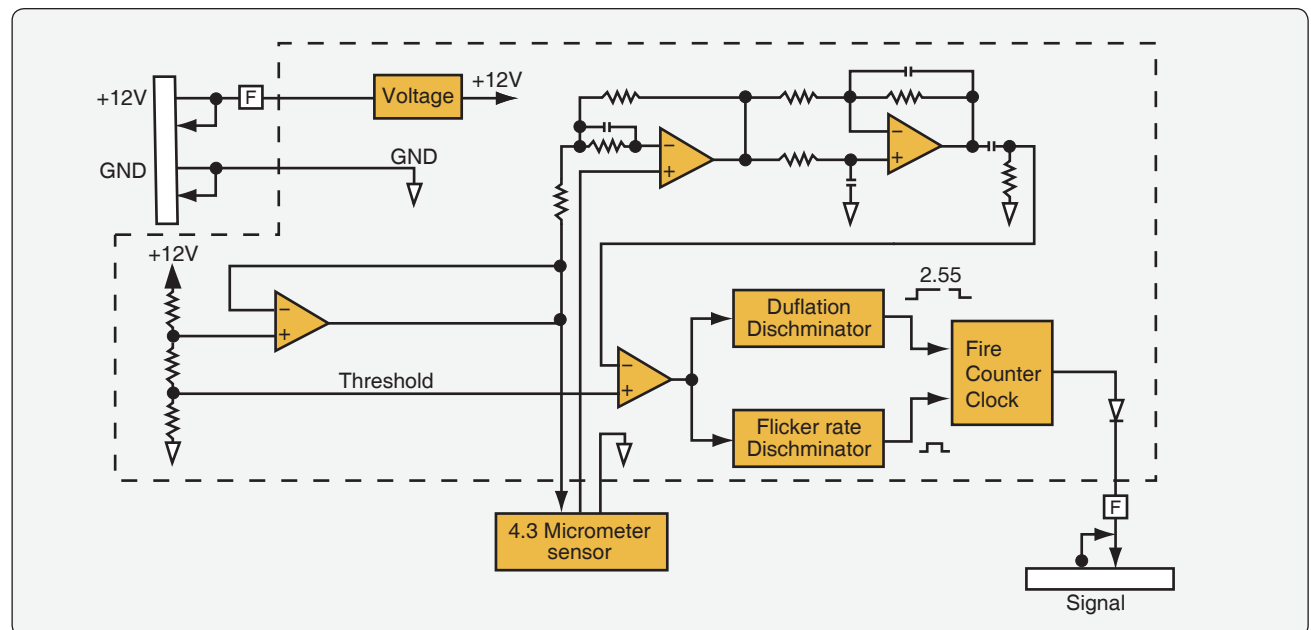 +12V
F
Voltage
+12V
GND
GND
+12V
−
+
−
+
−
+
Threshold
−
+
2.55
Duflation
Dischminator
Fire
Counter
Clock
Flicker rate
Dischminator
4.3 Micrometer
sensor
F
Signal